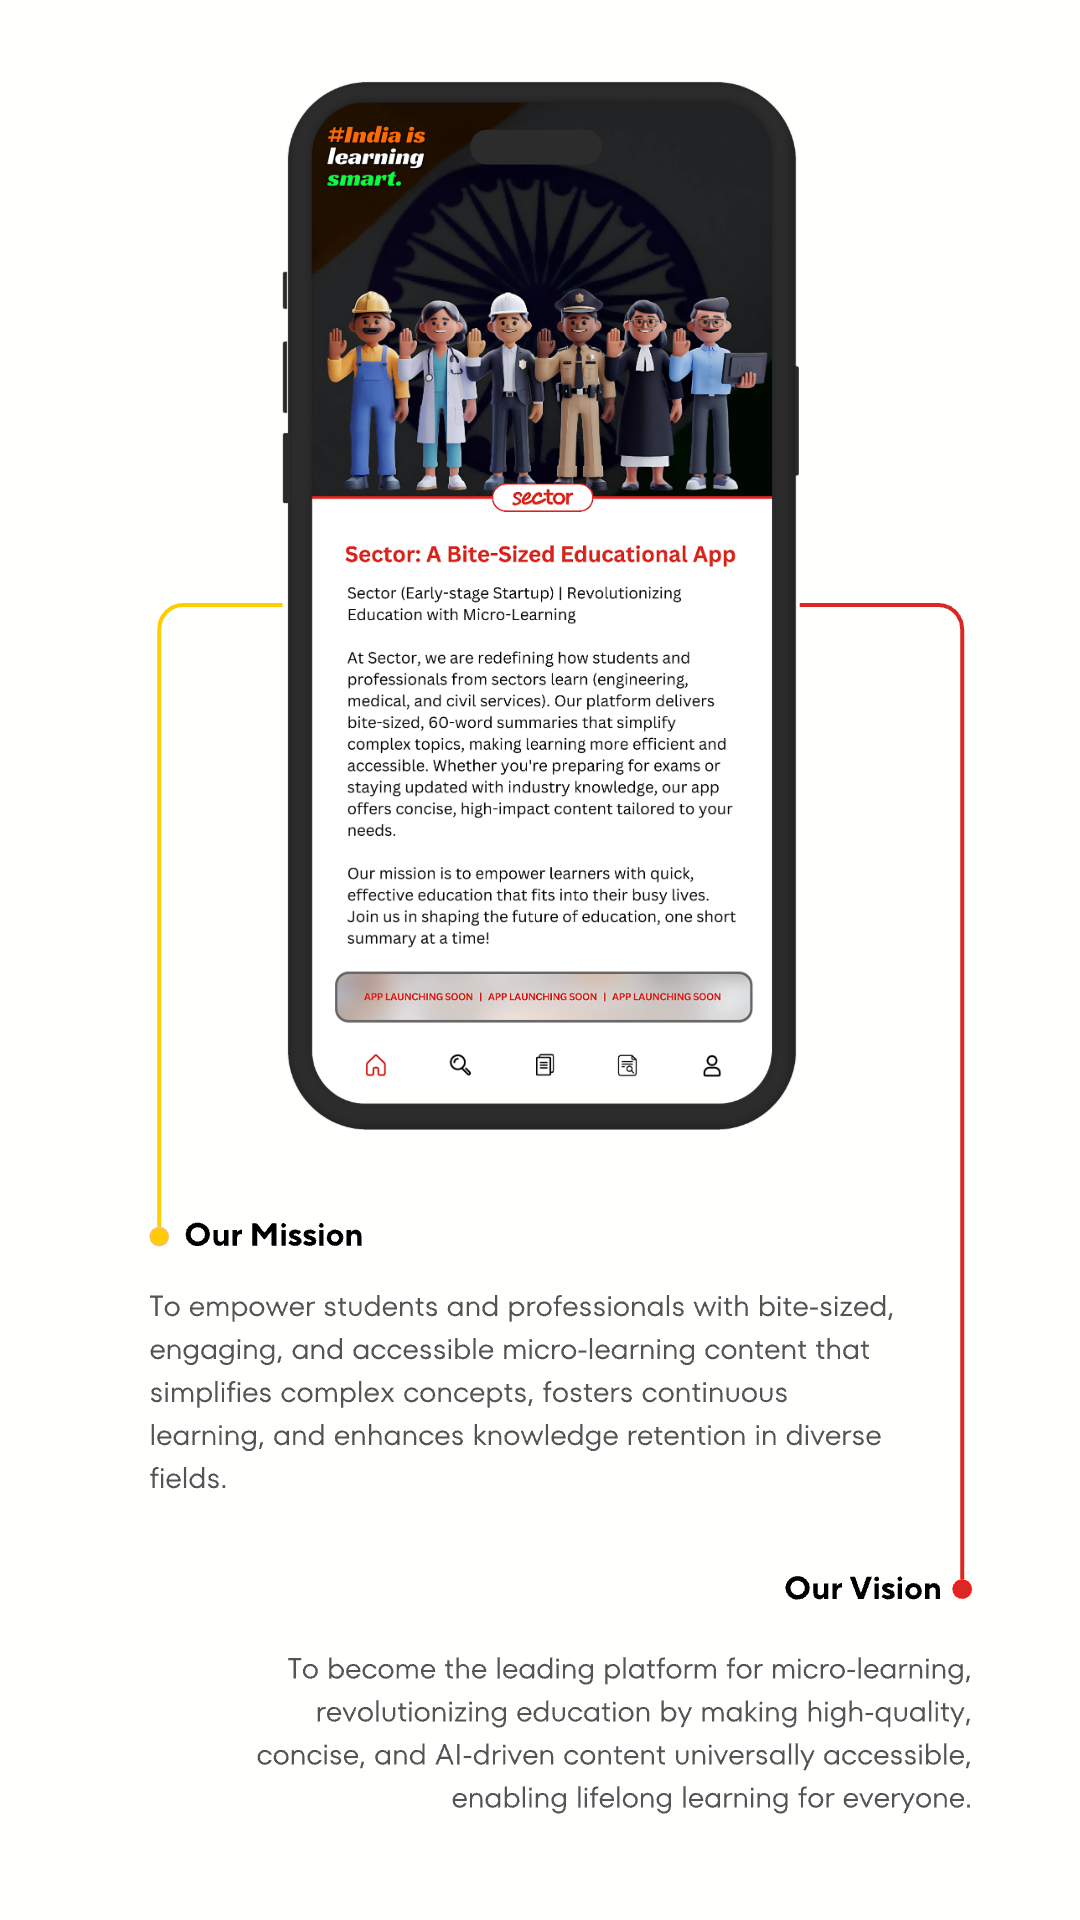 #India is
learning
smart.
sector
Sector: A Bite-Sized Educational App
Sector (Early-stage Startup) | Revolutionizing
Education with Micro-Learning
At Sector, we are redefining how students and
professionals from sectors learn (engineering,
medical, and civil services). Our platform delivers
bite-sized, 60-word summaries that simplify
complex topics, making learning more efficient and
accessible. Whether you're preparing for exams or
staying updated with industry knowledge, our app
offers concise, high-impact content tailored to your
needs.
Our mission is to empower learners with quick,
effective education that fits into their busy lives.
Join us in shaping the future of education, one short
summary at a time!
APP LAUNCHING SOON | APP LAUNCHING SOON | APP LAUNCHING SOON
Our Mission
To empower students and professionals with bite-sized,
engaging, and accessible micro-learning content that
simplifies complex concepts, fosters continuous
learning, and enhances knowledge retention in diverse
fields.
Our Vision
To become the leading platform for micro-learning,
revolutionizing education by making high-quality,
concise, and AI-driven content universally accessible,
enabling lifelong learning for everyone.